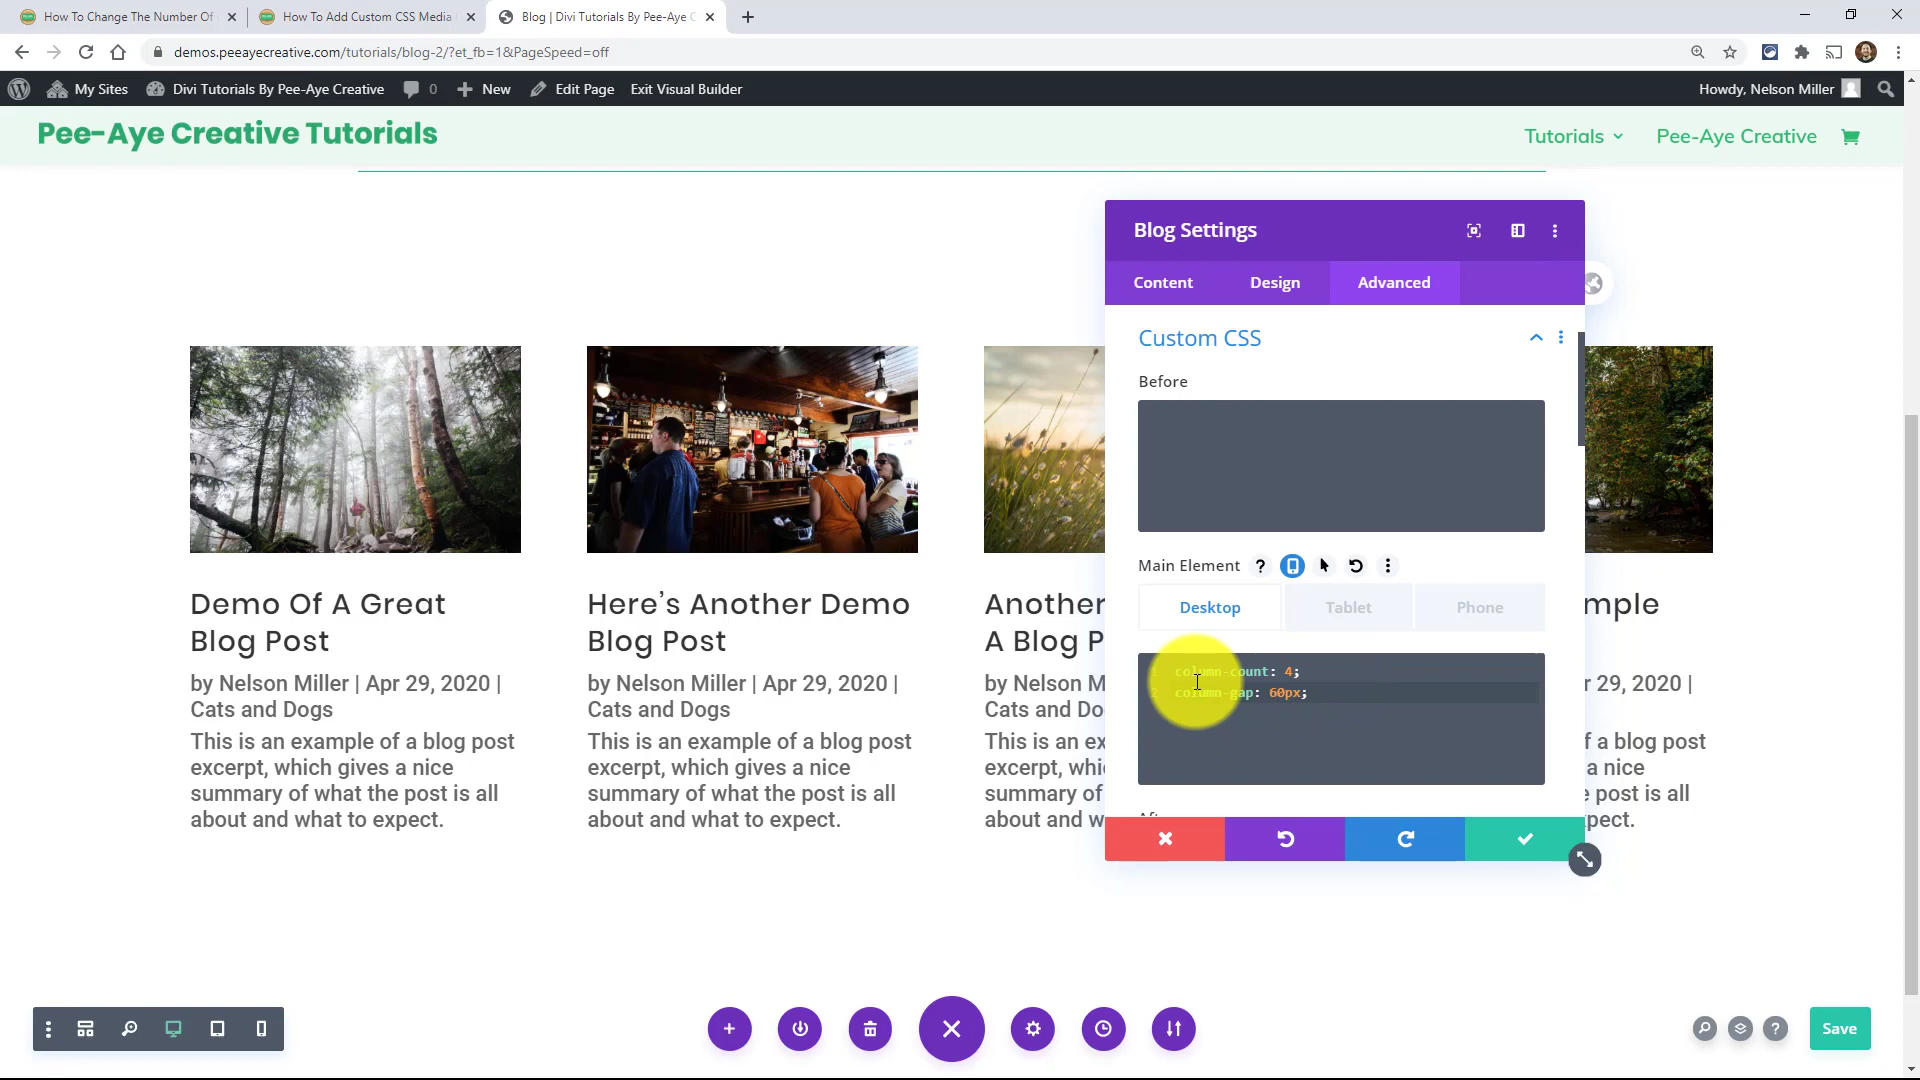 How To Change The Number Of
How To Add Custom CSS Media
Blog | Divi Tutorials By Pee-Aye C
demos.peeayecreative.com/tutorials/blog-2/?et_fb=1&PageSpeed=off
My Sites
Divi Tutorials By Pee-Aye Creative
0
New
Edit Page
Exit Visual Builder
Howdy, Nelson Miller
Pee-Aye Creative Tutorials
Tutorials
Pee-Aye Creative
Blog Settings
Content
Design
Advanced
Custom CSS
Before
Main Element
Desktop
Tablet
Phone
1 column-count: 4;
2 column-gap: 60px;
Demo Of A Great
Blog Post
by Nelson Miller | Apr 29, 2020 |
Cats and Dogs
This is an example of a blog post
excerpt, which gives a nice
summary of what the post is all
about and what to expect.
Here's Another Demo
Blog Post
by Nelson Miller | Apr 29, 2020 |
Cats and Dogs
This is an example of a blog post
excerpt, which gives a nice
summary of what the post is all
about and what to expect.
Another
A Blog P
by Nelson M
Cats and Do
This is an ex
excerpt, whi
summary of
about and w
mple
29, 2020 |
f a blog post
a nice
post is all
pect.
Save